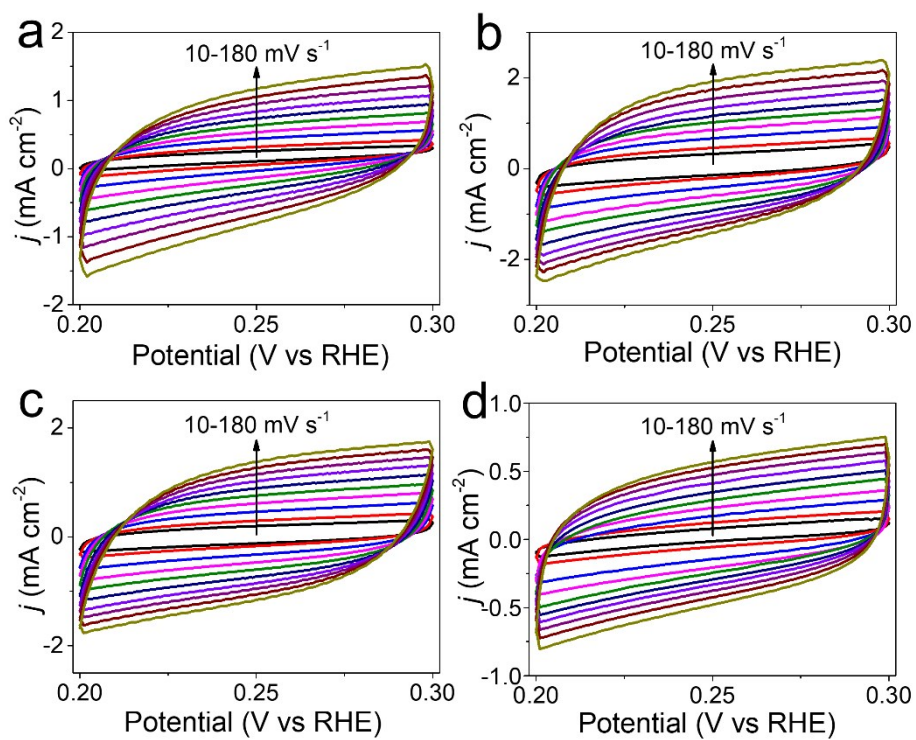 a
10-180 mV s⁻¹
2
1
0
-1
-2
j (mA cm⁻²)
0.20
0.25
0.30
Potential (V vs RHE)
b
10-180 mV s⁻¹
2
0
-2
j (mA cm⁻²)
0.20
0.25
0.30
Potential (V vs RHE)
c
10-180 mV s⁻¹
2
0
-2
j (mA cm⁻²)
0.20
0.25
0.30
Potential (V vs RHE)
d
10-180 mV s⁻¹
1.0
0.5
0.0
-0.5
-1.0
j (mA cm⁻²)
0.20
0.25
0.30
Potential (V vs RHE)